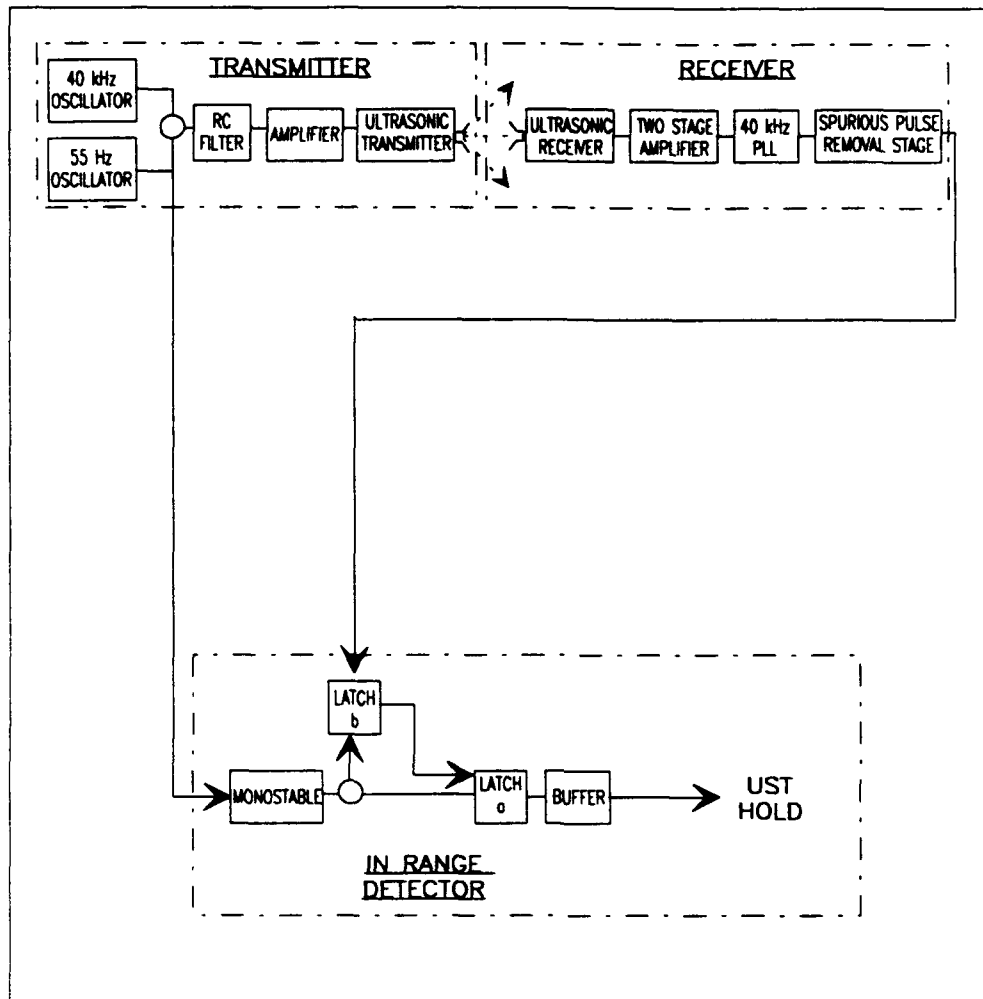 TRANSMITTER
40 kHz
OSCILLATOR
55 Hz
OSCILLATOR
RC
FILTER
AMPLIFIER
ULTRASONIC
TRANSMITTER
RECEIVER
ULTRASONIC
RECEIVER
TWO STAGE
AMPLIFIER
40 kHz
PLL
SPURIOUS PULSE
REMOVAL STAGE
LATCH
b
MONOSTABLE
LATCH
a
BUFFER
UST
HOLD
IN RANGE
DETECTOR